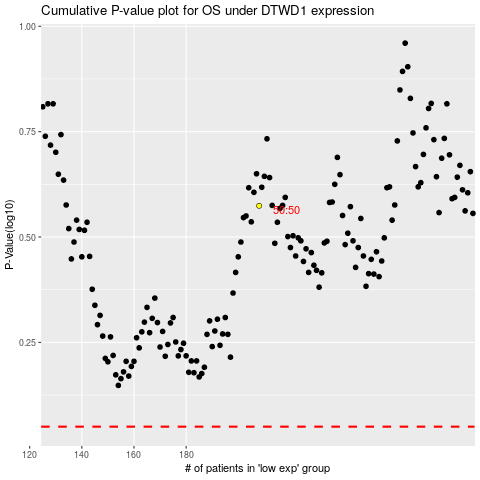 Cumulative P-value plot for OS under DTWD1 expression
1.00
0.75
0.50
0.25
P-Value(log10)
50:50
120 140 160 180
# of patients in 'low exp' group